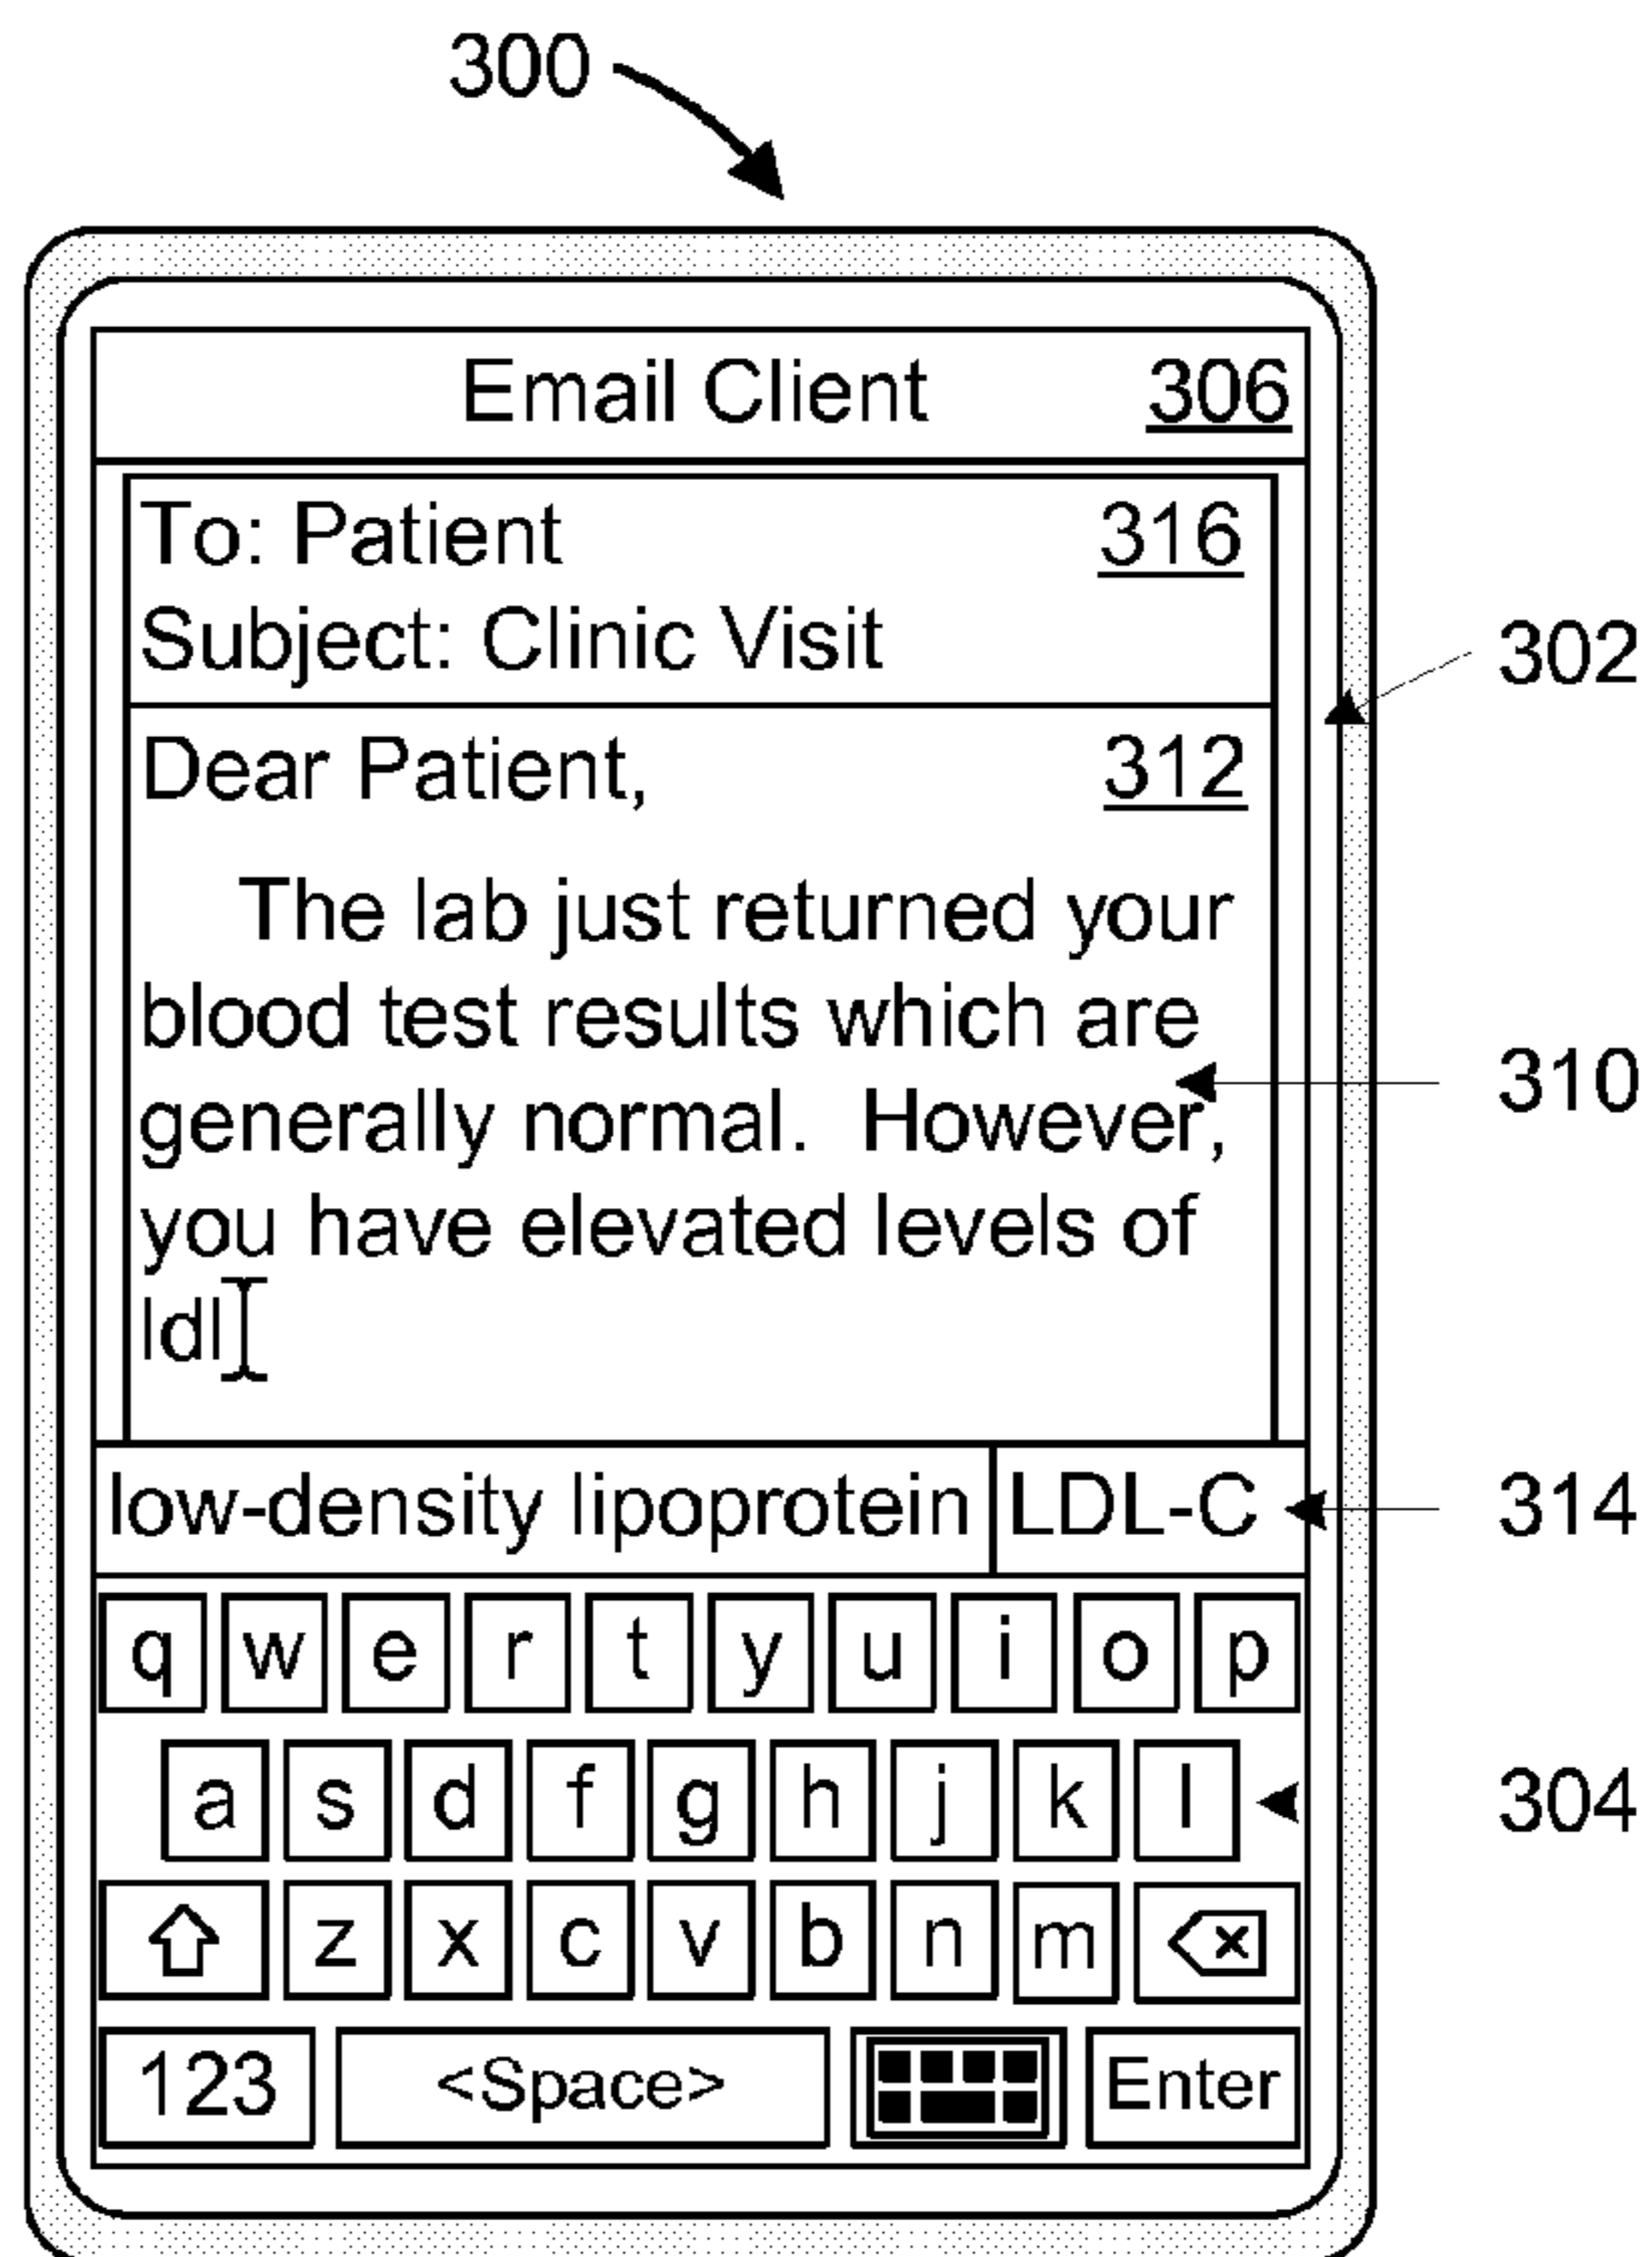 300
Email Client 306
To: Patient 316
Subject: Clinic Visit
302
Dear Patient, 312
The lab just returned your
blood test results which are
310
generally normal. However,
you have elevated levels of
ldl
low-density lipoprotein LDL-C 314
q w e r t y u i o p
a s d f g h j k l 304
z x c v b n m
123 <Space> Enter